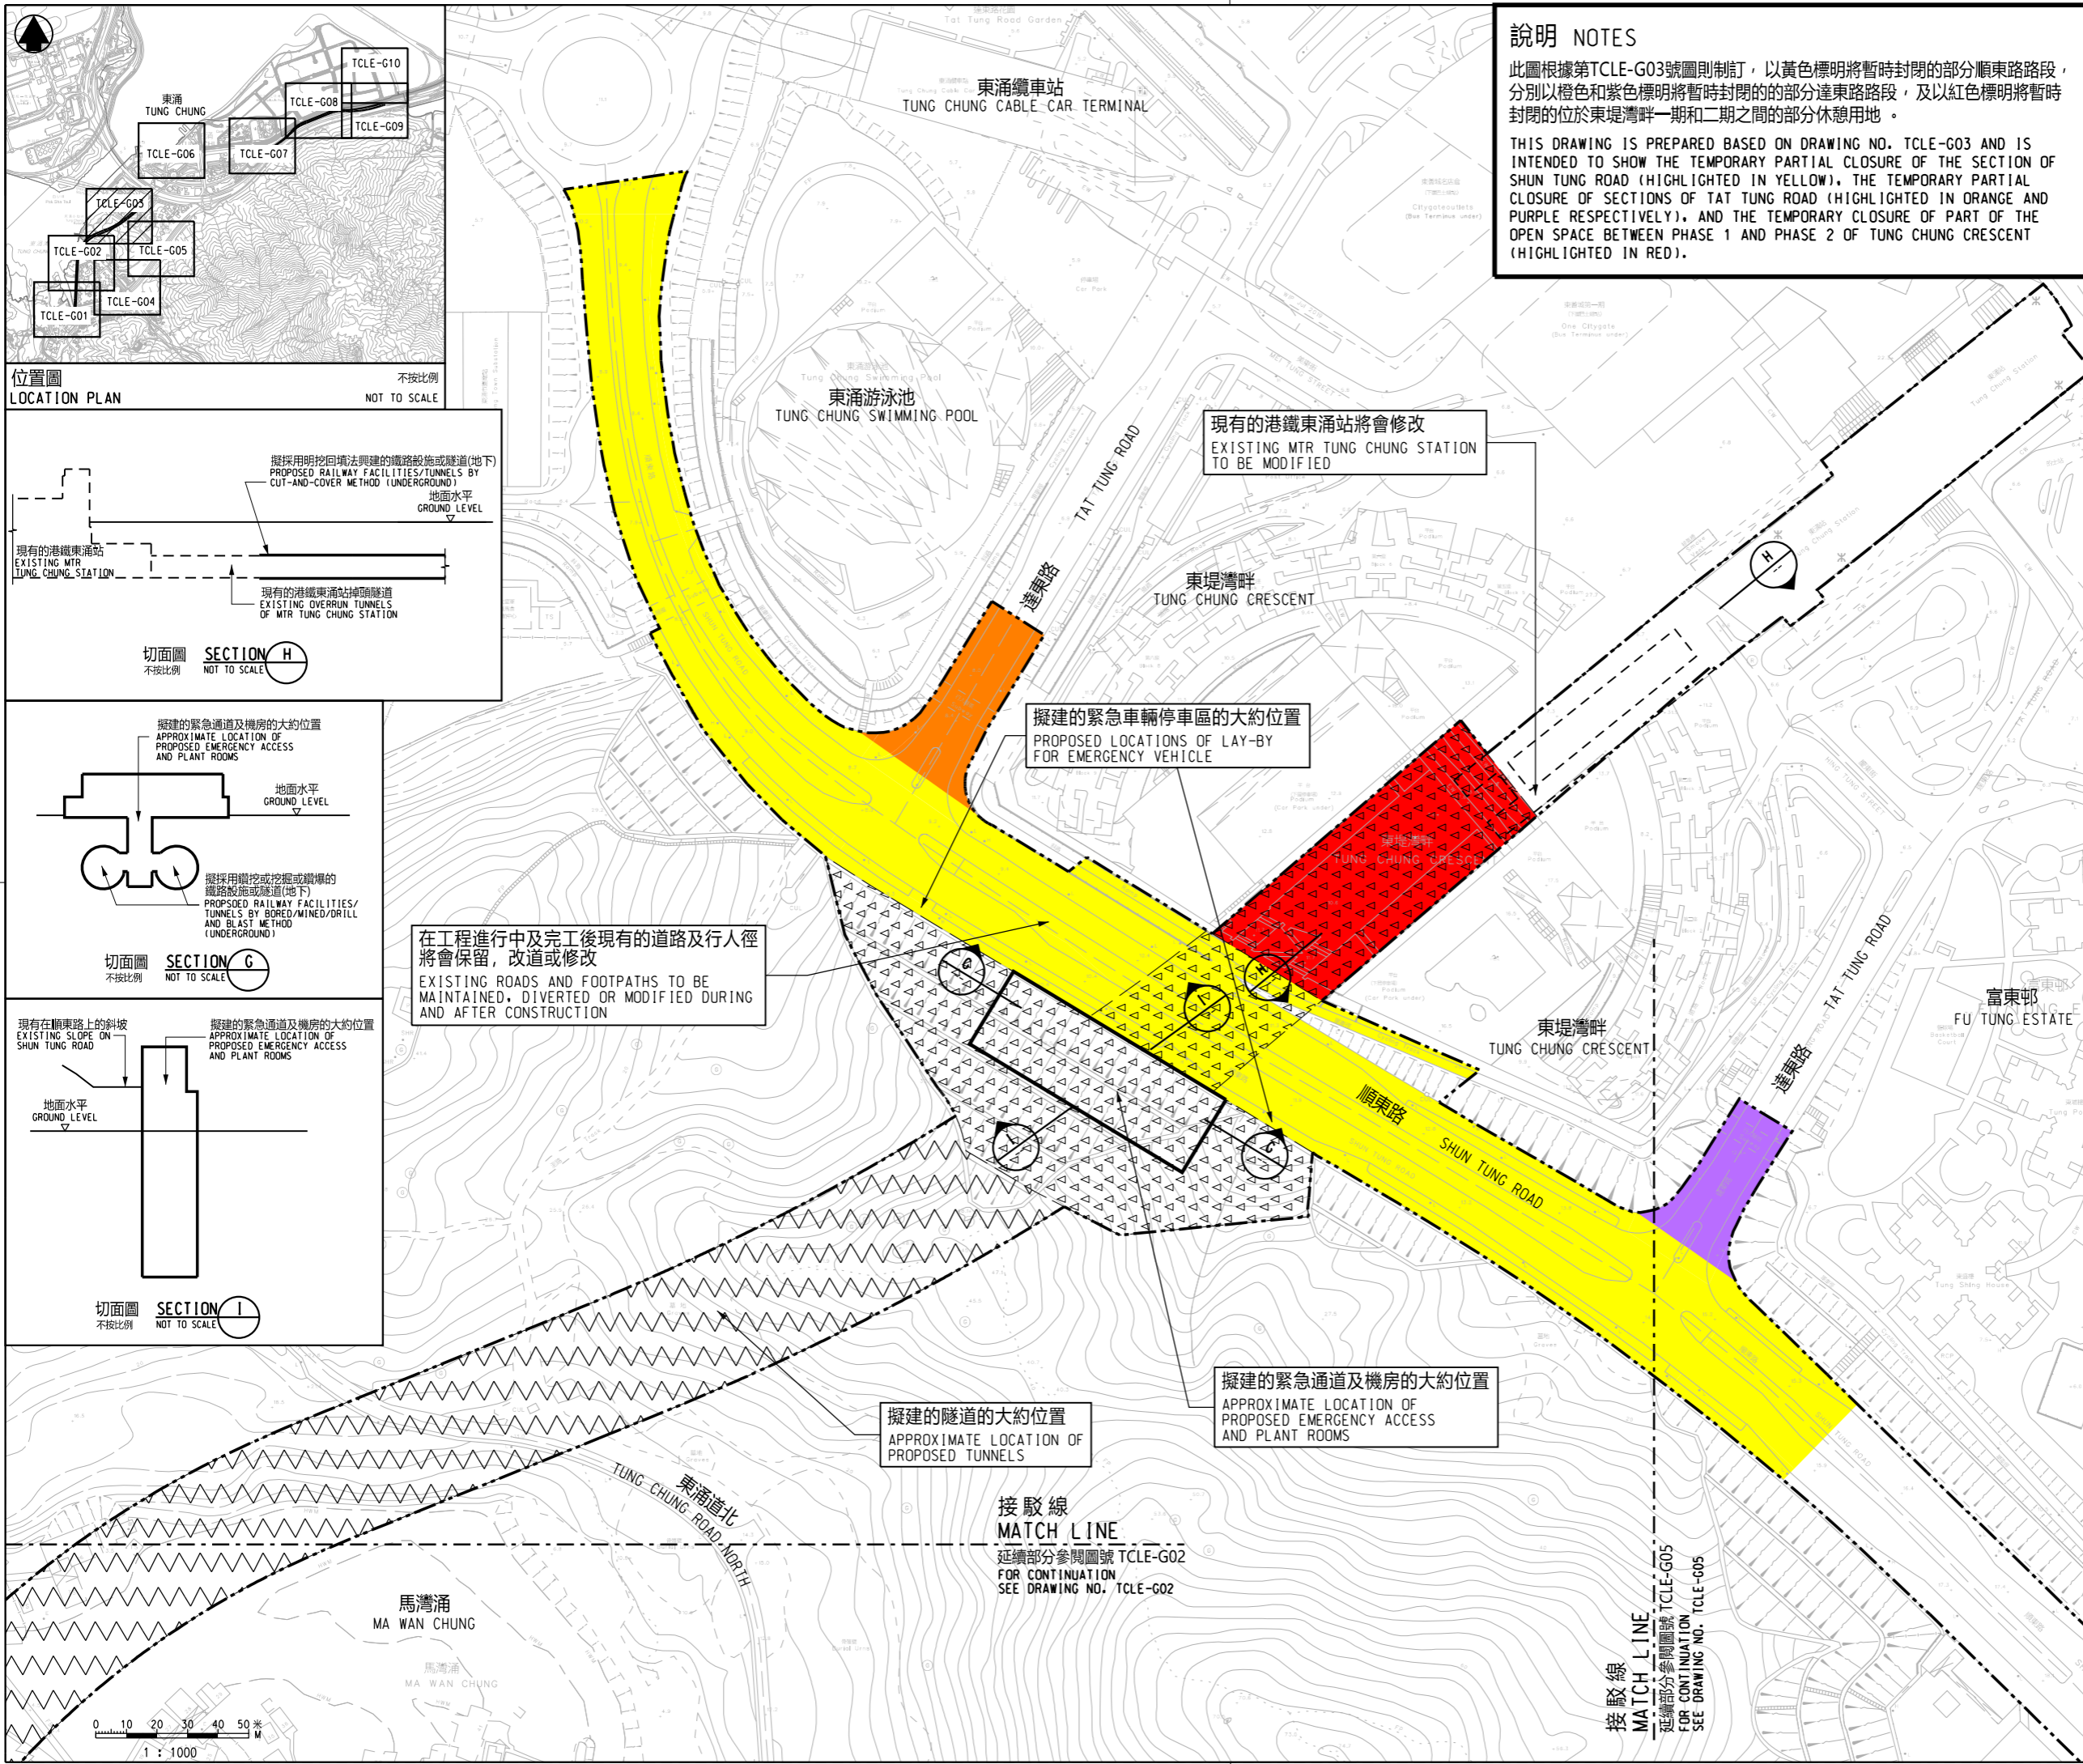 說明 NOTES
此圖根據第TCLE-G03號圖則制訂，以黃色標明將暫時封閉的部分順東路路段，
分別以橙色和紫色標明將暫時封閉的的部分達東路路段，及以紅色標明將暫時
封閉的位於東堤灣畔一期和二期之間的部分休憩用地 。
THIS DRAWING IS PREPARED BASED ON DRAWING NO. TCLE-G03 AND IS
INTENDED TO SHOW THE TEMPORARY PARTIAL CLOSURE OF THE SECTION OF
SHUN TUNG ROAD (HIGHLIGHTED IN YELLOW), THE TEMPORARY PARTIAL
CLOSURE OF SECTIONS OF TAT TUNG ROAD (HIGHLIGHTED IN ORANGE AND
PURPLE RESPECTIVELY), AND THE TEMPORARY CLOSURE OF PART OF THE
OPEN SPACE BETWEEN PHASE 1 AND PHASE 2 OF TUNG CHUNG CRESCENT
(HIGHLIGHTED IN RED).
東涌
TUNG CHUNG
TCLE-G10
TCLE-G08
TCLE-G09
TCLE-G06
TCLE-G07
TCLE-G03
TCLE-G02
TCLE-G05
TCLE-G04
TCLE-G01
位置圖
LOCATION PLAN
不按比例
NOT TO SCALE
擬採用明挖回填法興建的鐵路設施或隧道(地下)
PROPOSED RAILWAY FACILITIES/TUNNELS BY
CUT-AND-COVER METHOD (UNDERGROUND)
地面水平
GROUND LEVEL
現有的港鐵東涌站
EXISTING MTR
TUNG CHUNG STATION
現有的港鐵東涌站掉頭隧道
EXISTING OVERRUN TUNNELS
OF MTR TUNG CHUNG STATION
切面圖 SECTION H
不按比例 NOT TO SCALE
擬建的緊急通道及機房的大約位置
APPROXIMATE LOCATION OF
PROPOSED EMERGENCY ACCESS
AND PLANT ROOMS
地面水平
GROUND LEVEL
擬採用鑽挖或挖掘或鑽爆的
鐵路設施或隧道(地下)
PROPSOED RAILWAY FACILITIES/
TUNNELS BY BORED/MINED/DRILL
AND BLAST METHOD
(UNDERGROUND)
切面圖 SECTION G
不按比例 NOT TO SCALE
現有在順東路上的斜坡
EXISTING SLOPE ON
SHUN TUNG ROAD
擬建的緊急通道及機房的大約位置
APPROXIMATE LOCATION OF
PROPOSED EMERGENCY ACCESS
AND PLANT ROOMS
地面水平
GROUND LEVEL
切面圖 SECTION I
不按比例 NOT TO SCALE
Tat Tung Road Garden
東涌纜車站
TUNG CHUNG CABLE CAR TERMINAL
Tung Chung Swimming Pool
東涌游泳池
TUNG CHUNG SWIMMING POOL
TAT TUNG ROAD
達東路
現有的港鐵東涌站將會修改
EXISTING MTR TUNG CHUNG STATION
TO BE MODIFIED
東堤灣畔
TUNG CHUNG CRESCENT
H
擬建的緊急車輛停車區的大約位置
PROPOSED LOCATIONS OF LAY-BY
FOR EMERGENCY VEHICLE
在工程進行中及完工後現有的道路及行人徑
將會保留, 改道或修改
EXISTING ROADS AND FOOTPATHS TO BE
MAINTAINED, DIVERTED OR MODIFIED DURING
AND AFTER CONSTRUCTION
G
H
I
I
G
東堤灣畔
TUNG CHUNG CRESCENT
TAT TUNG ROAD
達東路
富東邨
FU TUNG ESTATE
Tung Shing House
順東路
SHUN TUNG ROAD
SHUN TUNG ROAD
擬建的緊急通道及機房的大約位置
APPROXIMATE LOCATION OF
PROPOSED EMERGENCY ACCESS
AND PLANT ROOMS
擬建的隧道的大約位置
APPROXIMATE LOCATION OF
PROPOSED TUNNELS
東涌道北
TUNG CHUNG ROAD NORTH
接駁線
MATCH LINE
延續部分參閱圖號 TCLE-G02
FOR CONTINUATION
SEE DRAWING NO. TCLE-G02
接駁線
MATCH LINE
延續部分參閱圖號 TCLE-G05
FOR CONTINUATION
SEE DRAWING NO. TCLE-G05
馬灣涌
MA WAN CHUNG
馬灣涌
MA WAN CHUNG
0 10 20 30 40 50 米
M
1 : 1000